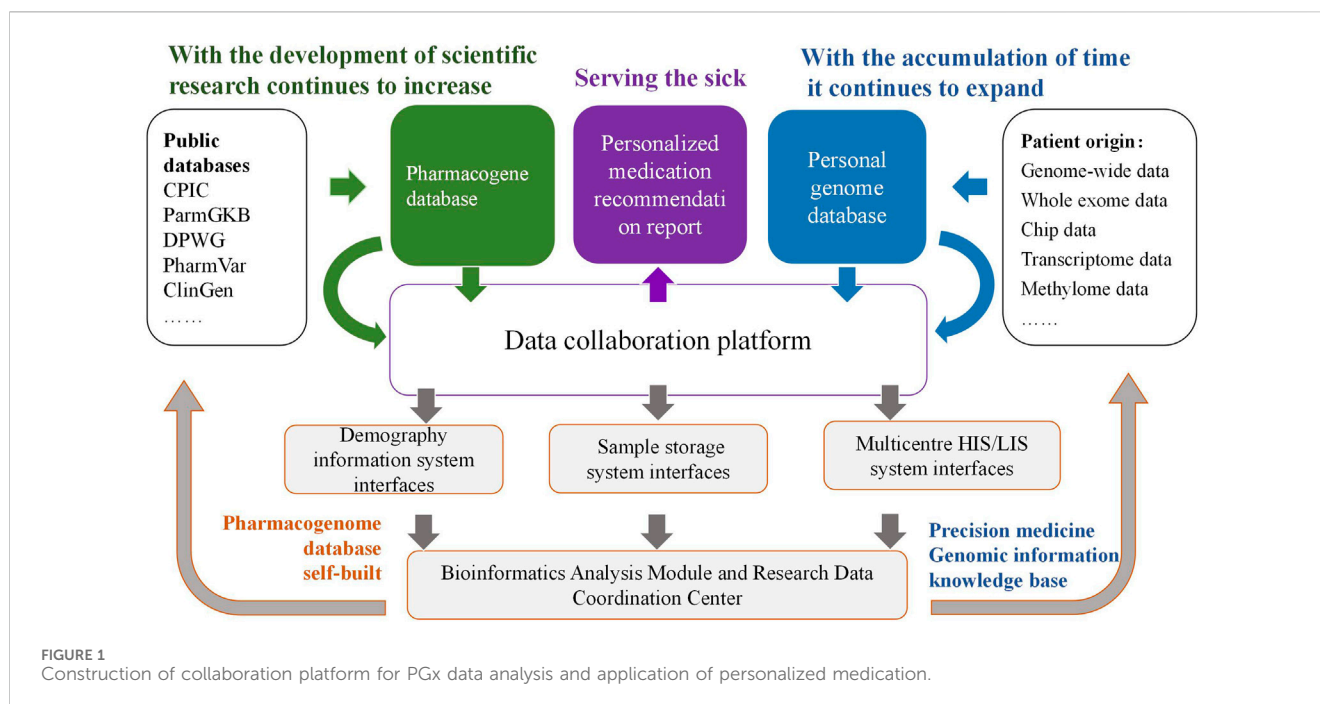 With the development of scientific
research continues to increase
Serving the sick
With the accumulation of time
it continues to expand
Public
databases
CPIC
ParmGKB
DPWG
PharmVar
ClinGen
……
Pharmacogene
database
Personalized
medication
recommendati
on report
Personal
genome
database
Patient origin:
Genome-wide data
Whole exome data
Chip data
Transcriptome data
Methylome data
……
Data collaboration platform
Demography
information system
interfaces
Sample storage
system interfaces
Multicentre HIS/LIS
system interfaces
Pharmacogenome
database
self-built
Precision medicine
Genomic information
knowledge base
Bioinformatics Analysis Module and Research Data
Coordination Center
FIGURE 1
Construction of collaboration platform for PGx data analysis and application of personalized medication.